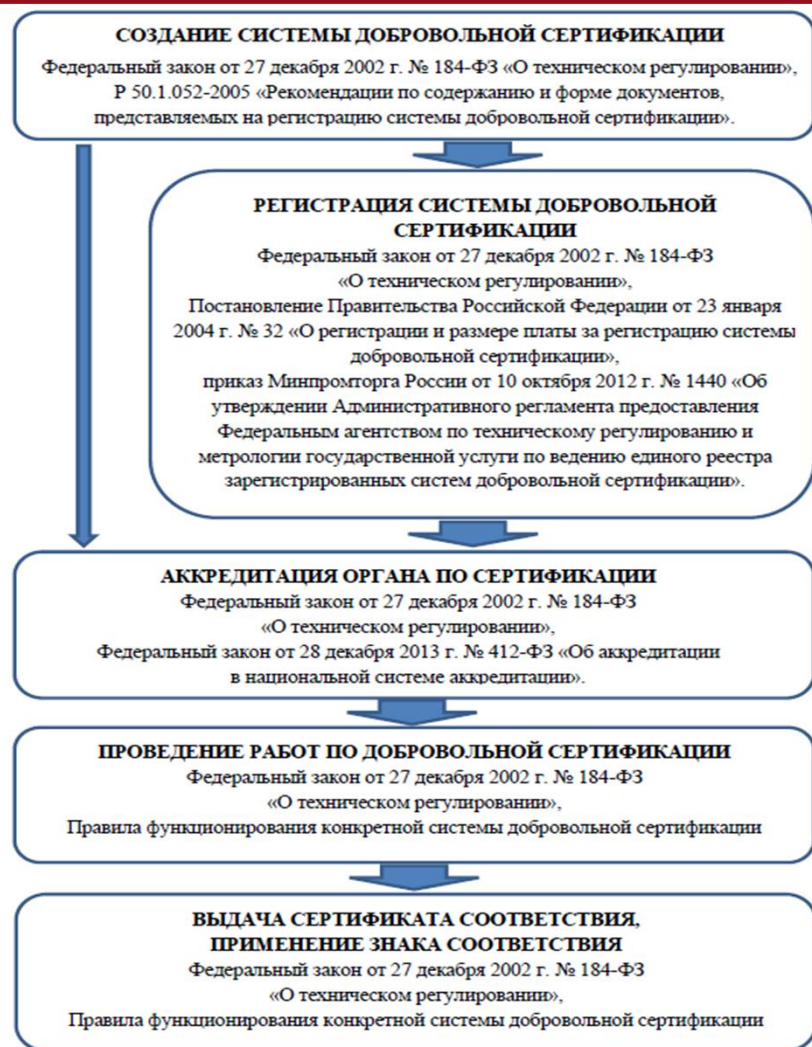 СОЗДАНИЕ СИСТЕМЫ ДОБРОВОЛЬНОЙ СЕРТИФИКАЦИИ
Федеральный закон от 27 декабря 2002 г. № 184-ФЗ «О техническом регулировании»,
Р 50.1.052-2005 «Рекомендации по содержанию и форме документов,
представляемых на регистрацию системы добровольной сертификации».
РЕГИСТРАЦИЯ СИСТЕМЫ ДОБРОВОЛЬНОЙ
СЕРТИФИКАЦИИ
Федеральный закон от 27 декабря 2002 г. № 184-ФЗ
«О техническом регулировании»,
Постановление Правительства Российской Федерации от 23 января
2004 г. № 32 «О регистрации и размере платы за регистрацию системы
добровольной сертификации»,
приказ Минпромторга России от 10 октября 2012 г. № 1440 «Об
утверждении Административного регламента предоставления
Федеральным агентством по техническому регулированию и
метрологии государственной услуги по ведению единого реестра
зарегистрированных систем добровольной сертификации».
АККРЕДИТАЦИЯ ОРГАНА ПО СЕРТИФИКАЦИИ
Федеральный закон от 27 декабря 2002 г. № 184-ФЗ
«О техническом регулировании»,
Федеральный закон от 28 декабря 2013 г. № 412-ФЗ «Об аккредитации
в национальной системе аккредитации».
ПРОВЕДЕНИЕ РАБОТ ПО ДОБРОВОЛЬНОЙ СЕРТИФИКАЦИИ
Федеральный закон от 27 декабря 2002 г. № 184-ФЗ
«О техническом регулировании»,
Правила функционирования конкретной системы добровольной сертификации
ВЫДАЧА СЕРТИФИКАТА СООТВЕТСТВИЯ,
ПРИМЕНЕНИЕ ЗНАКА СООТВЕТСТВИЯ
Федеральный закон от 27 декабря 2002 г. № 184-ФЗ
«О техническом регулировании»,
Правила функционирования конкретной системы добровольной сертификации